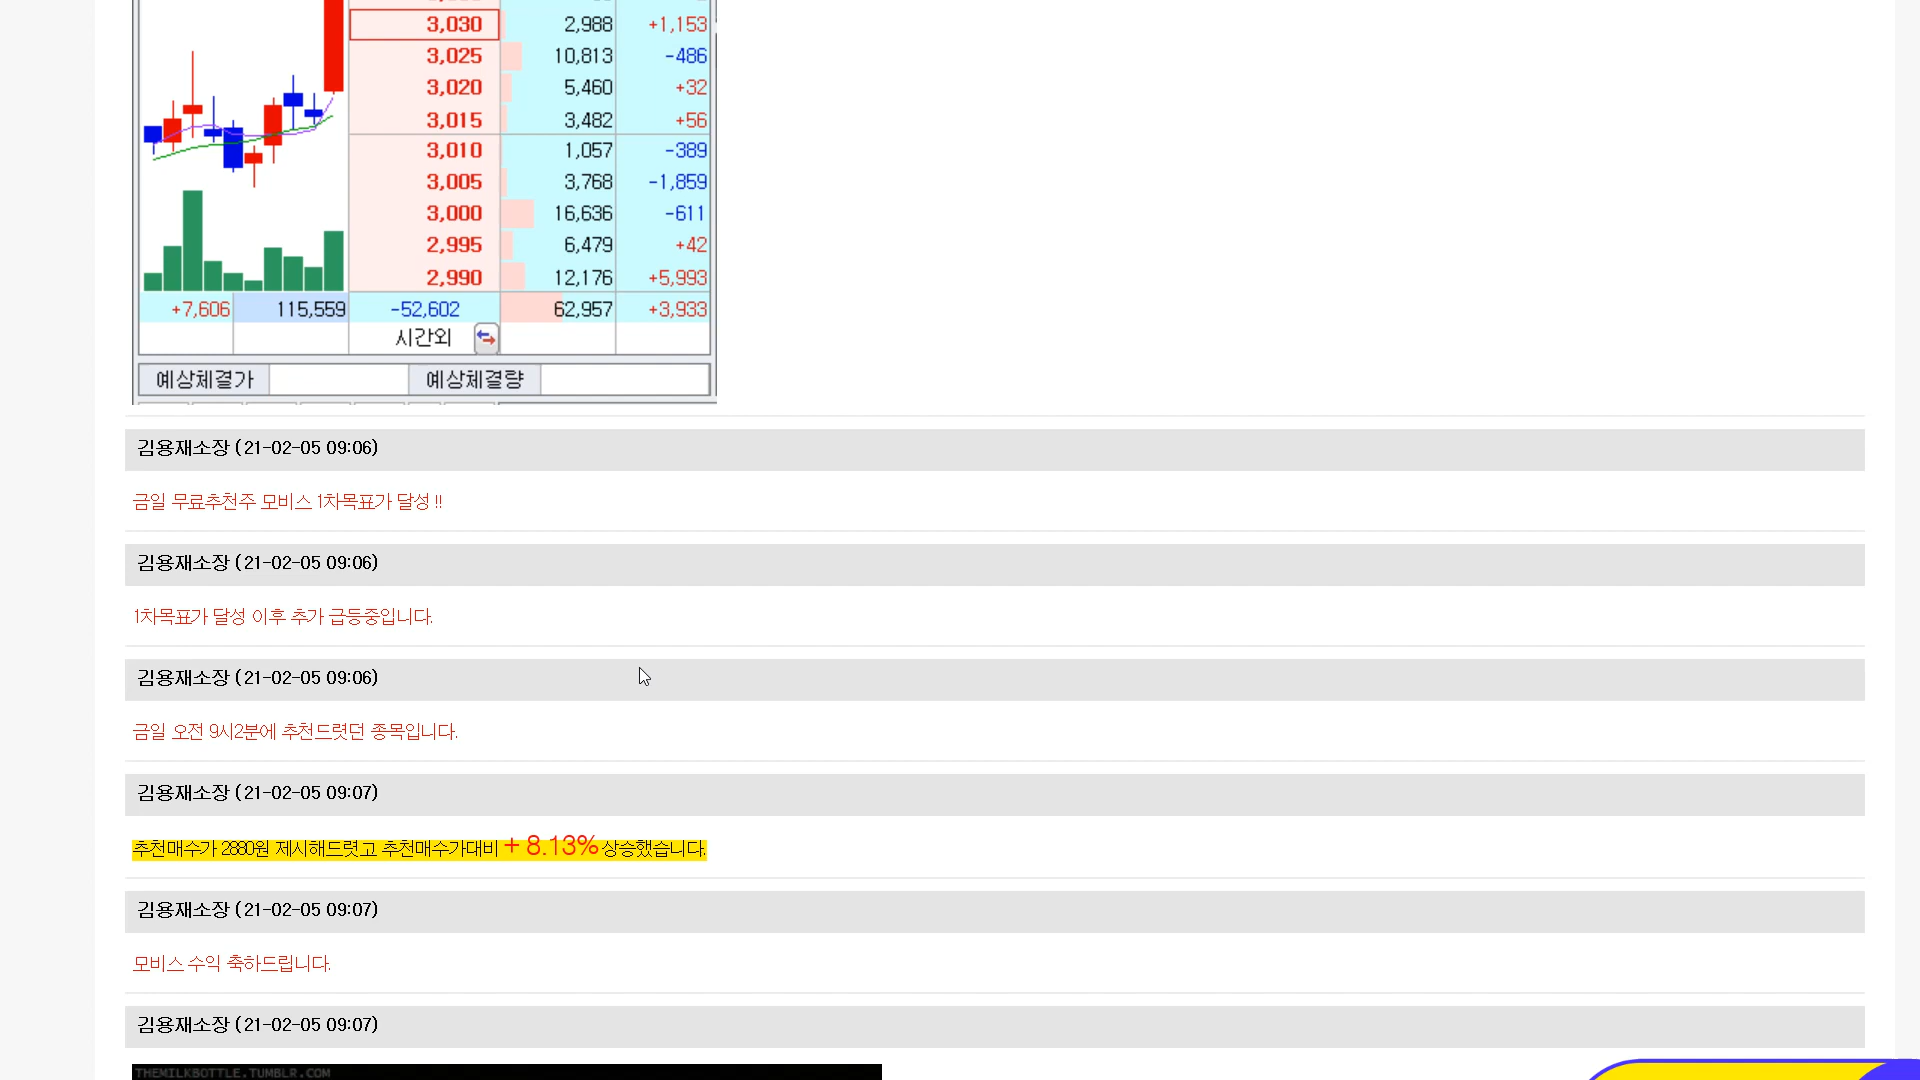 3,030 2,988 +1,153
3,025 10,813 -486
3,020 5,460 +32
3,015 3,482 +56
3,010 1,057 -389
3,005 3,768 -1,859
3,000 16,636 -611
2,995 6,479 +42
2,990 12,176 +5,993
+7,606 115,559 -52,602 62,957 +3,933
시간외
예상체결가 예상체결량
김용재소장 (21-02-05 09:06)
금일 무료추천주 모비스 1차목표가 달성 !!
김용재소장 (21-02-05 09:06)
1차목표가 달성 이후 추가 급등중입니다.
김용재소장 (21-02-05 09:06)
금일 오전 9시2분에 추천드렷던 종목입니다.
김용재소장 (21-02-05 09:07)
추천매수가 2880원 제시해드렷고 추천매수가대비 + 8.13% 상승했습니다.
김용재소장 (21-02-05 09:07)
모비스 수익 축하드립니다.
김용재소장 (21-02-05 09:07)
THEMILKBOTTLE.TUMBLR.COM